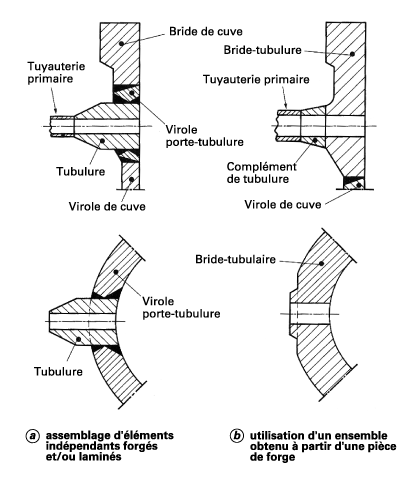 Bride de cuve
Tuyauterie
primaire
Virole
porte-tubulure
Tubulure
Virole de cuve
Bride-tubulure
Tuyauterie primaire
Complément
de tubulure
Virole de cuve
Virole
porte-tubulure
Tubulure
Bride-tubulaire
a assemblage d'éléments
indépendants forgés
et/ou laminés
b utilisation d'un ensemble
obtenu à partir d'une pièce
de forge